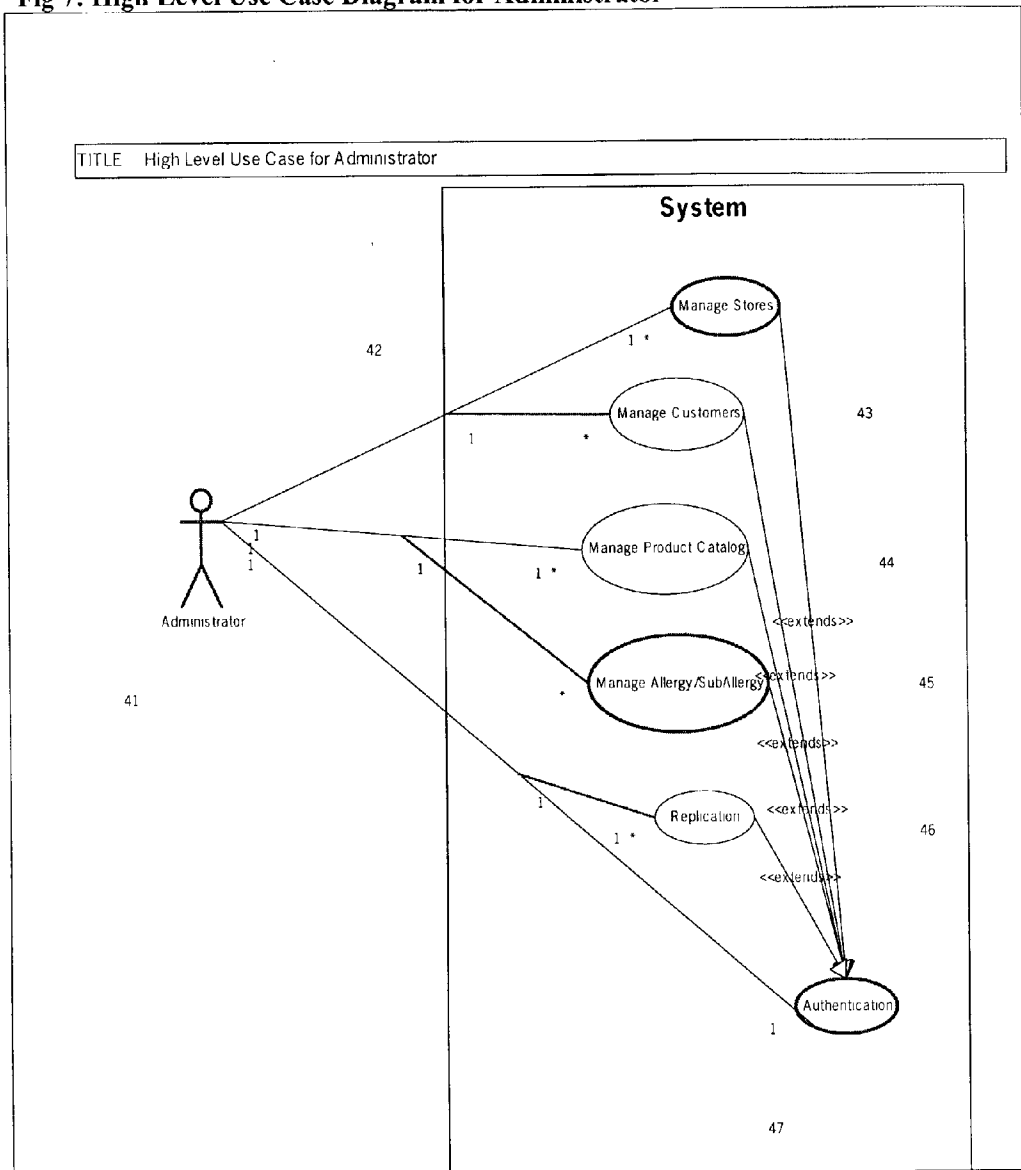 Fig 7: High Level Use Case Diagram for Administrator
TITLE High Level Use Case for Administrator
System
Manage Stores
1 *
42
Manage Customers
43
1 *
1
1
1
Manage Product Catalog
1
1 *
44
Administrator
<<extends>>
Manage Allergy/SubAllergy
<<extends>>
45
*
41
<<extends>>
1
Replication
<<extends>>
1 *
46
<<extends>>
Authentication
1
47